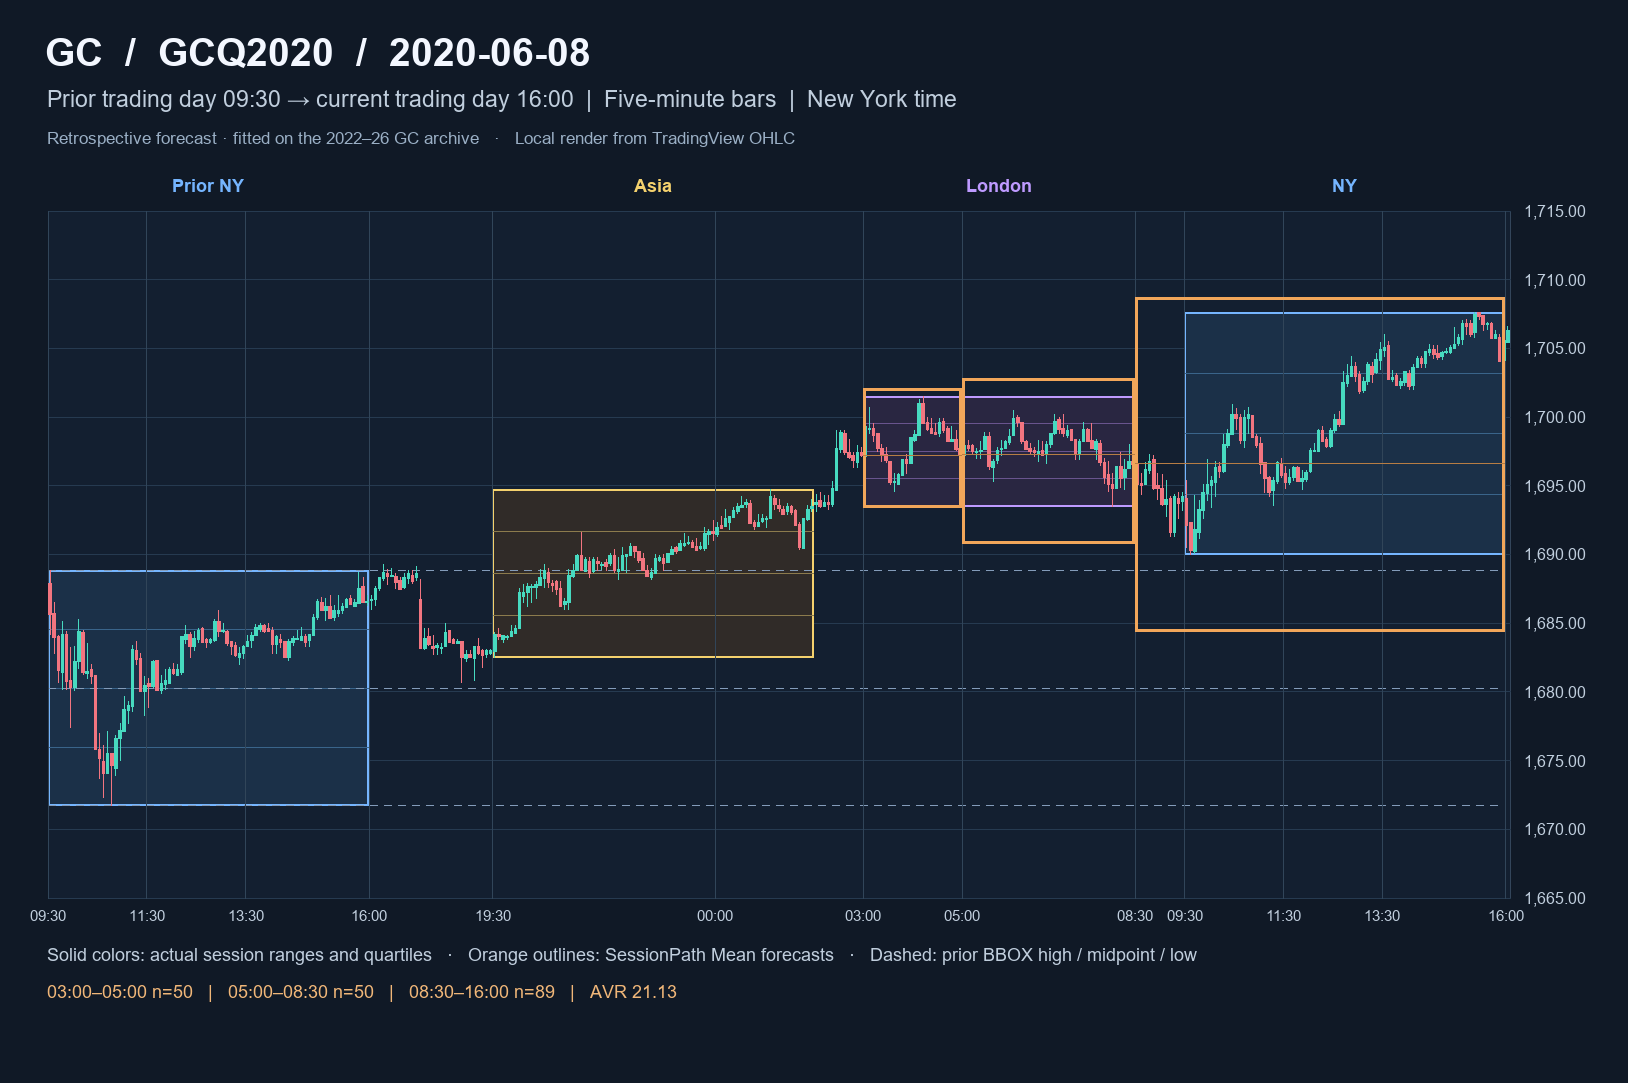 GC / GCQ2020 / 2020-06-08
Prior trading day 09:30 → current trading day 16:00 | Five-minute bars | New York time
Retrospective forecast · fitted on the 2022–26 GC archive · Local render from TradingView OHLC
Prior NY Asia London NY
1,715.00
1,710.00
1,705.00
1,700.00
1,695.00
1,690.00
1,685.00
1,680.00
1,675.00
1,670.00
1,665.00
09:30 11:30 13:30 16:00 19:30 00:00 03:00 05:00 08:30 09:30 11:30 13:30 16:00
Solid colors: actual session ranges and quartiles · Orange outlines: SessionPath Mean forecasts · Dashed: prior BBOX high / midpoint / low
03:00–05:00 n=50 | 05:00–08:30 n=50 | 08:30–16:00 n=89 | AVR 21.13